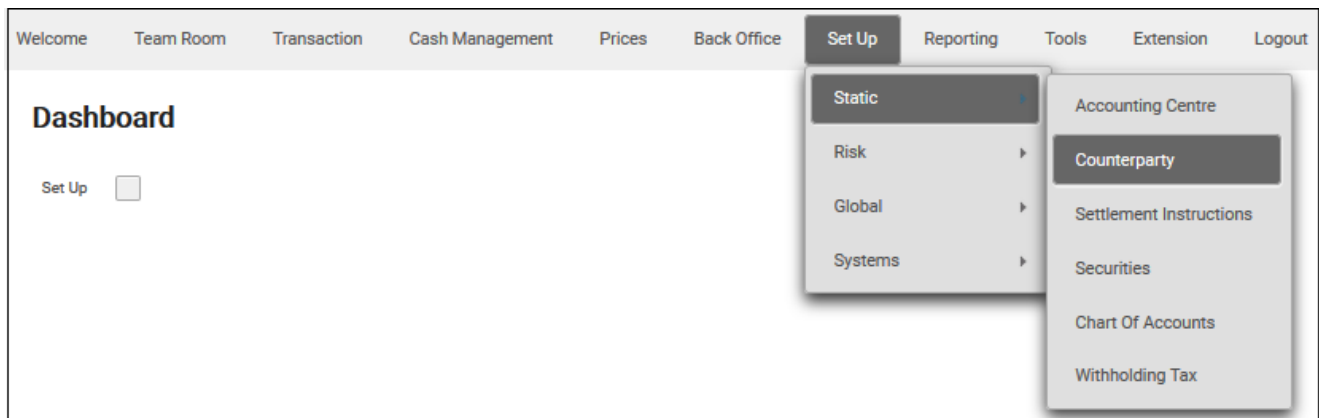 Welcome Team Room Transaction Cash Management Prices Back Office Set Up Reporting Tools Extension Logout
Dashboard
Set Up
Static
Risk
Global
Systems
Accounting Centre
Counterparty
Settlement Instructions
Securities
Chart Of Accounts
Withholding Tax